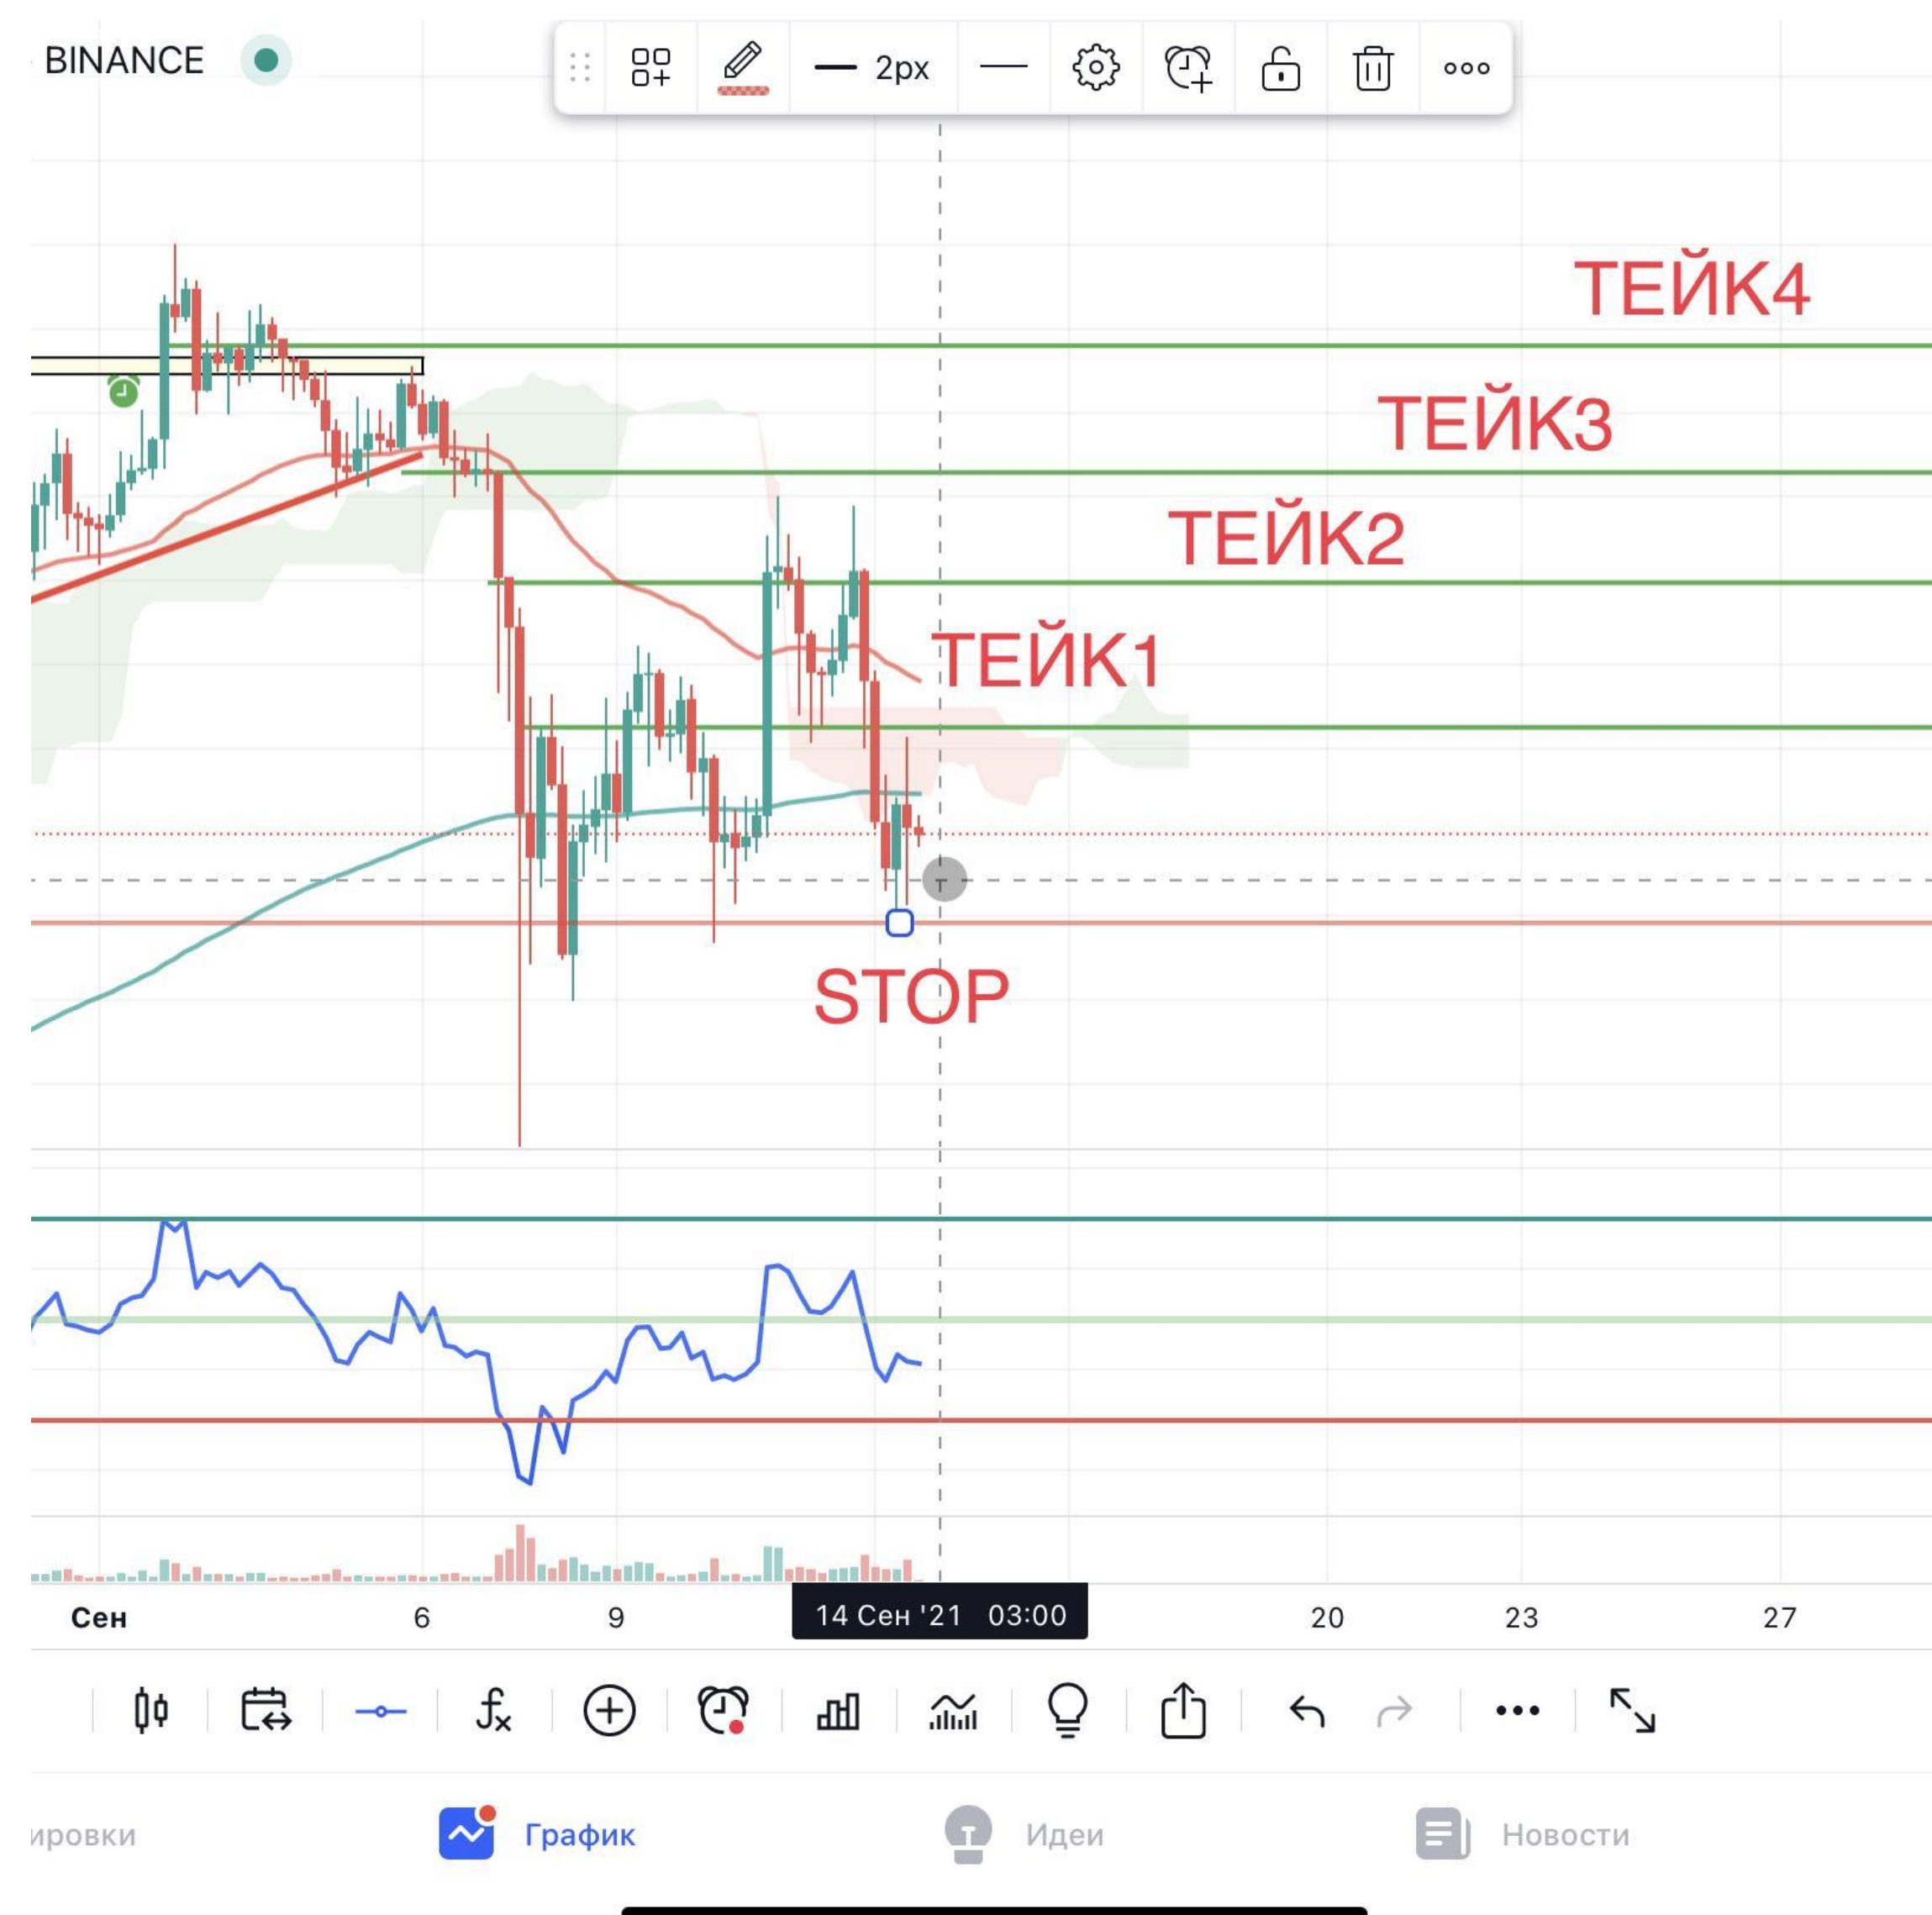 BINANCE
2px
ТЕЙК4
ТЕЙК3
ТЕЙК2
ТЕЙК1
STOP
Сен 6 9 14 Сен '21 03:00 20 23 27
ировки График Идеи Новости